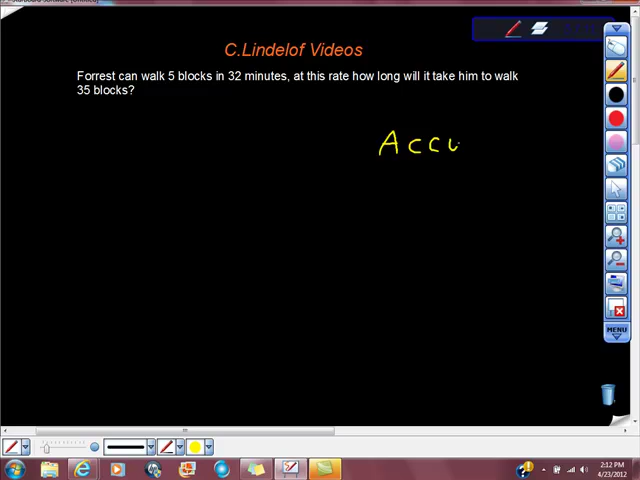 C.Lindelof Videos
Forrest can walk 5 blocks in 32 minutes, at this rate how long will it take him to walk
35 blocks?
Accu
MENU
2:12 PM
4/23/2012